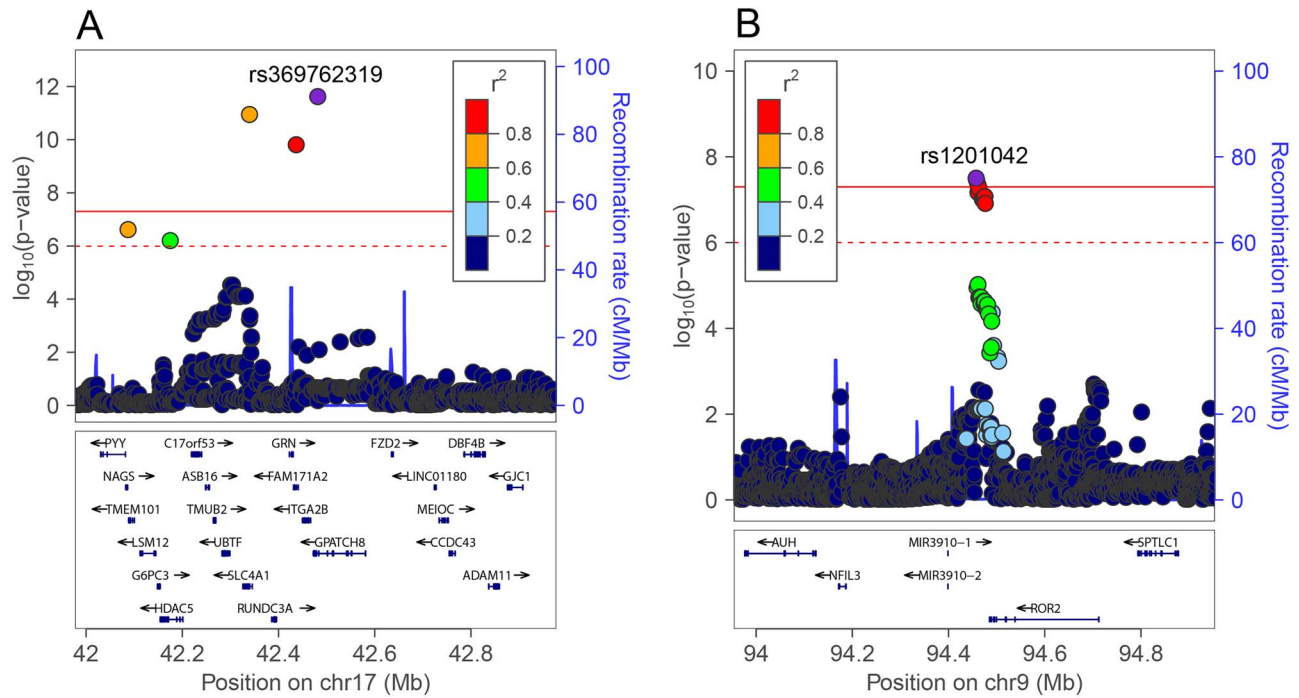 A
rs369762319
r²
0.8
0.6
0.4
0.2
12
10
8
6
4
2
0
log₁₀(p−value)
100
80
60
40
20
0
Recombination rate (cM/Mb)
PYY C17orf53 GRN FZD2 DBF4B
NAGS ASB16 FAM171A2 LINC01180 GJC1
TMEM101 TMUB2 ITGA2B MEIOC
LSM12 UBTF GPATCH8 CCDC43
G6PC3 SLC4A1 ADAM11
HDAC5 RUNDC3A
42 42.2 42.4 42.6 42.8
Position on chr17 (Mb)
B
rs1201042
r²
0.8
0.6
0.4
0.2
10
8
6
4
2
0
log₁₀(p−value)
100
80
60
40
20
0
Recombination rate (cM/Mb)
AUH MIR3910−1 SPTLC1
NFIL3 MIR3910−2
ROR2
94 94.2 94.4 94.6 94.8
Position on chr9 (Mb)